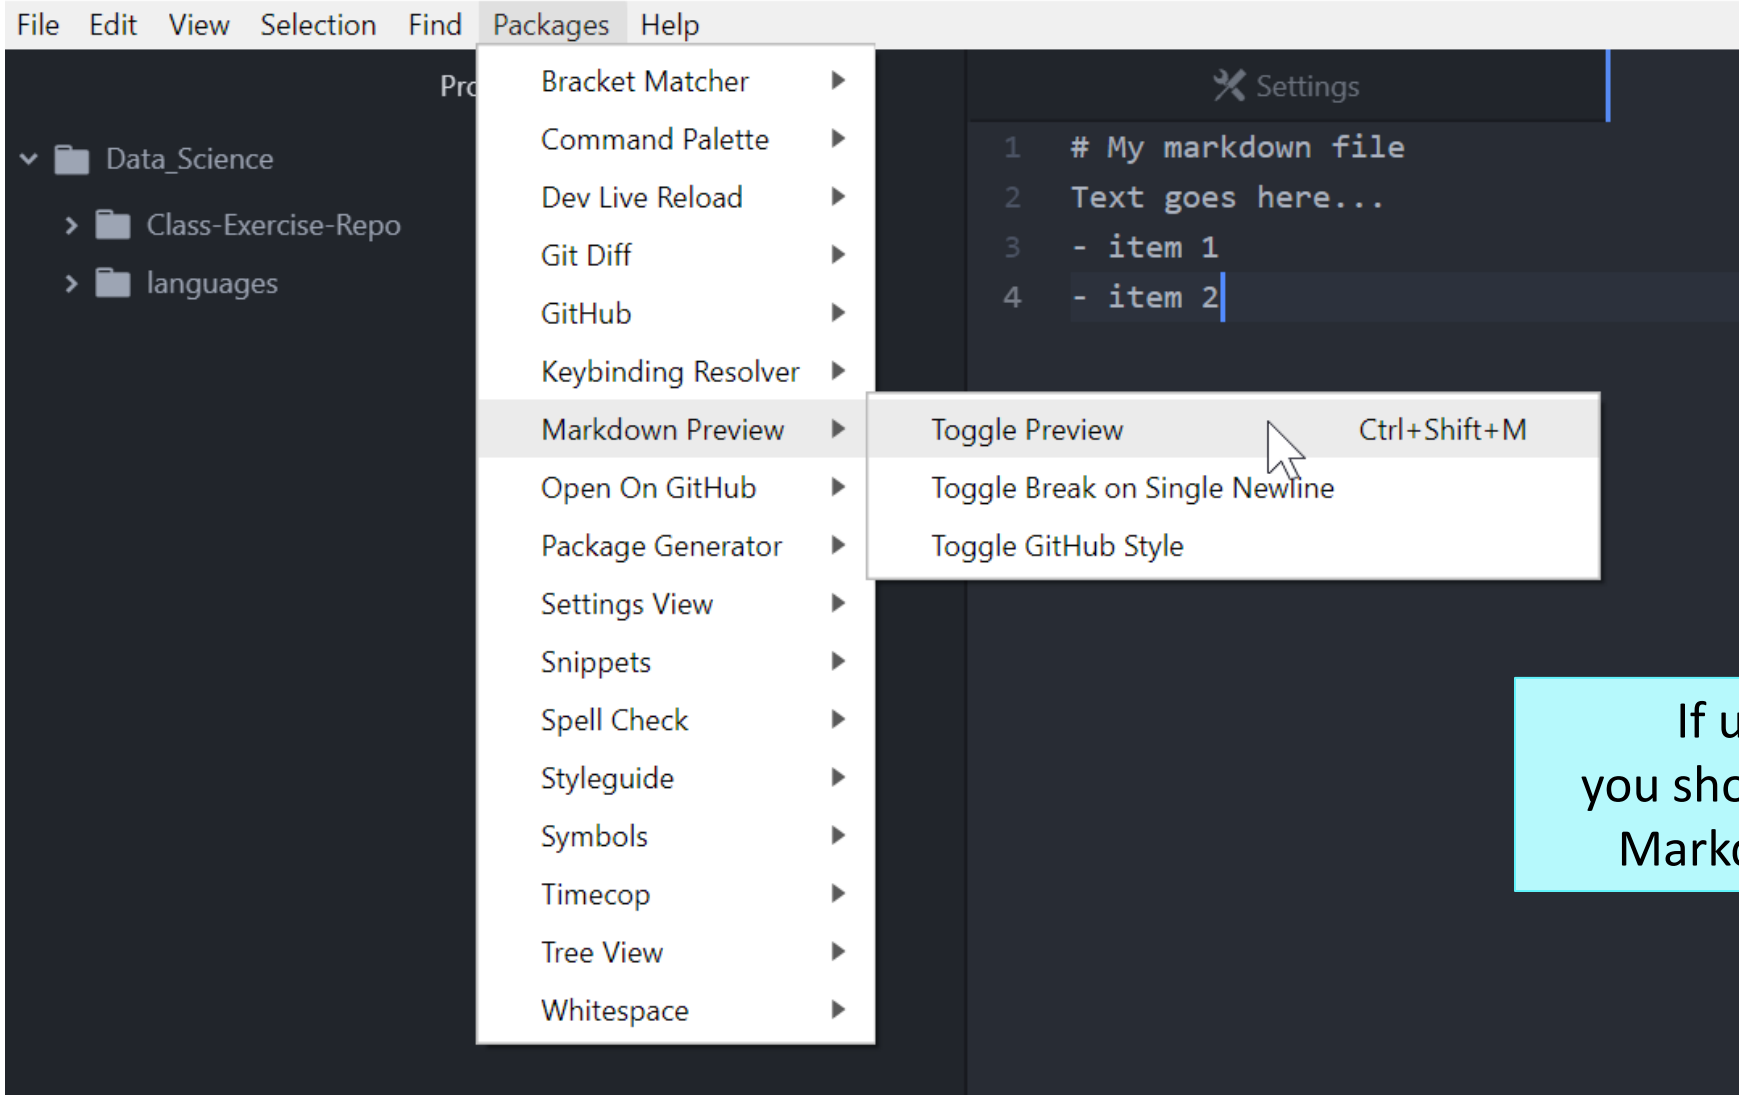 File Edit View Selection Find Packages Help
Settings
Data_Science
Class-Exercise-Repo
languages
Bracket Matcher
Command Palette
Dev Live Reload
Git Diff
GitHub
Keybinding Resolver
Markdown Preview
Open On GitHub
Package Generator
Settings View
Snippets
Spell Check
Styleguide
Symbols
Timecop
Tree View
Whitespace
Toggle Preview Ctrl+Shift+M
Toggle Break on Single Newline
Toggle GitHub Style
1 # My markdown file
2 Text goes here...
3 - item 1
4 - item 2
If
you